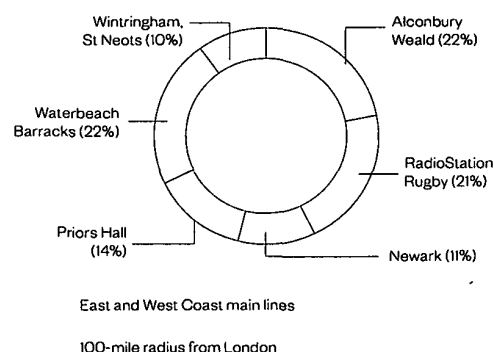 Wintringham,
St Neots (10%)
Alconbury
Weald (22%)
Waterbeach
Barracks (22%)
RadioStation
Rugby (21%)
Priors Hall
(14%)
Newark (11%)
East and West Coast main lines
100-mile radius from London